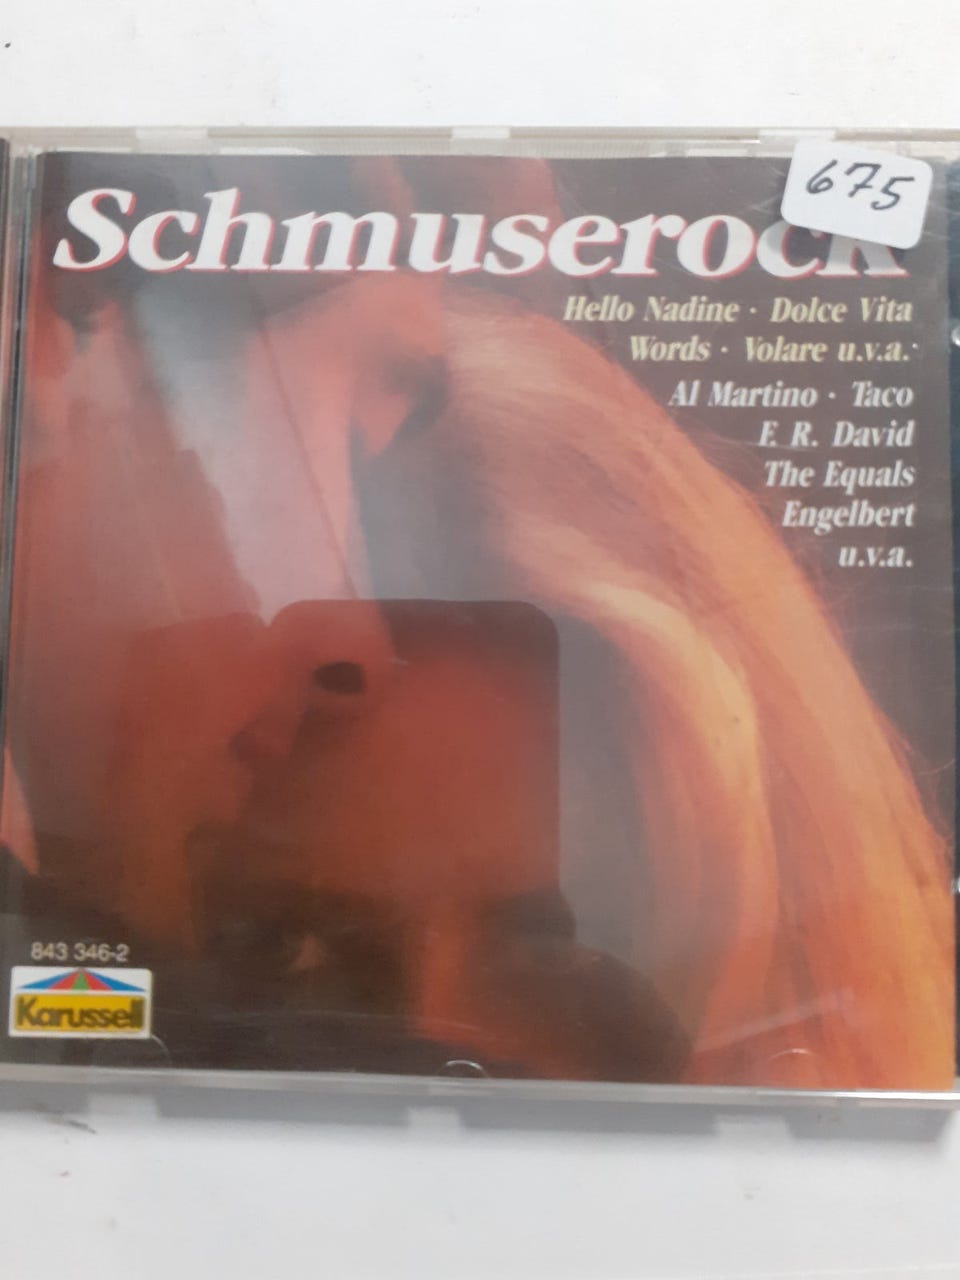 675
Schmuserock
Hello Nadine · Dolce Vita
Words · Volare u.v.a.
Al Martino · Taco
F. R. David
The Equals
Engelbert
u.v.a.
843 346-2
Karussell